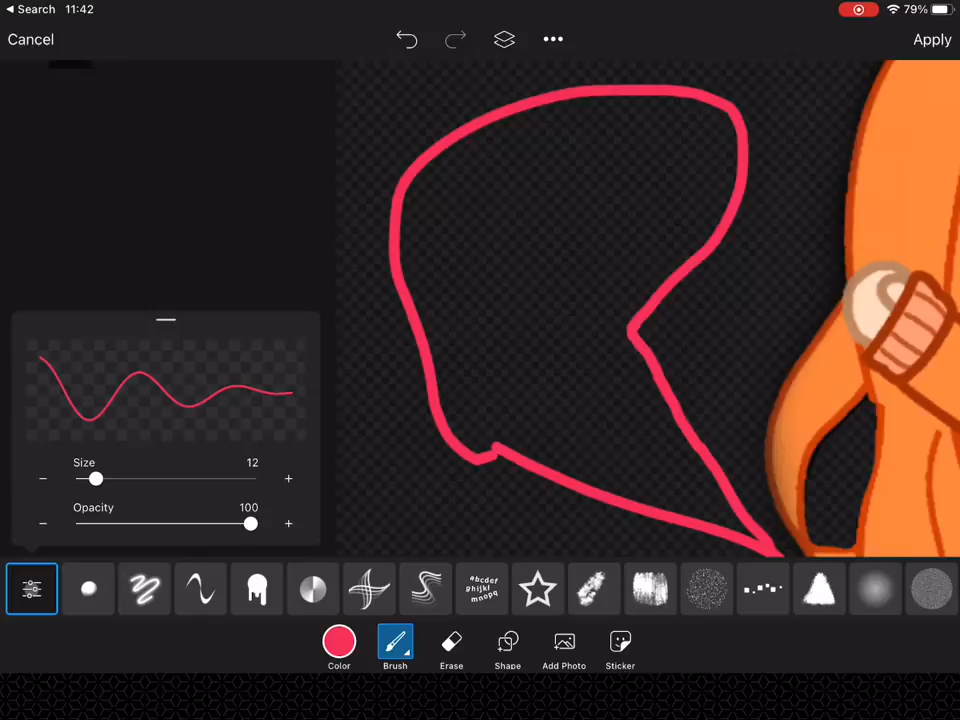 Search 11:42
79%
Cancel
Apply
Size 12
Opacity 100
abcdef
ghijkl
mnopq
Color Brush Erase Shape Add Photo Sticker